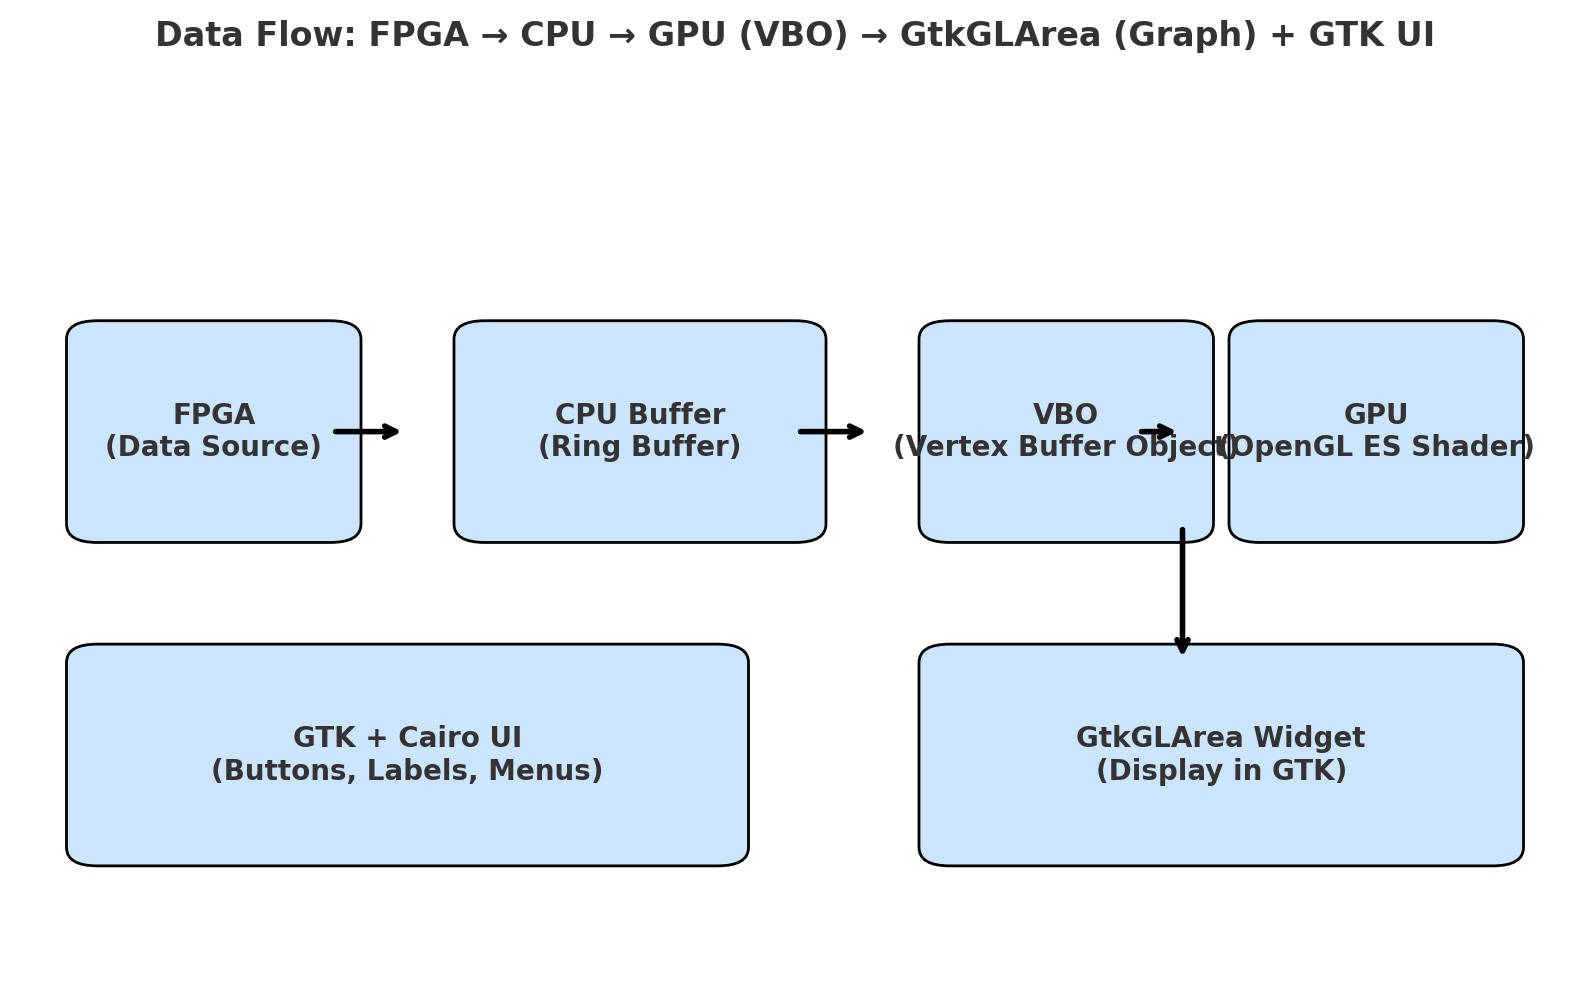 Data Flow: FPGA → CPU → GPU (VBO) → GtkGLArea (Graph) + GTK UI
FPGA
(Data Source)
CPU Buffer
(Ring Buffer)
VBO
(Vertex Buffer Object)
GPU
(OpenGL ES Shader)
GTK + Cairo UI
(Buttons, Labels, Menus)
GtkGLArea Widget
(Display in GTK)